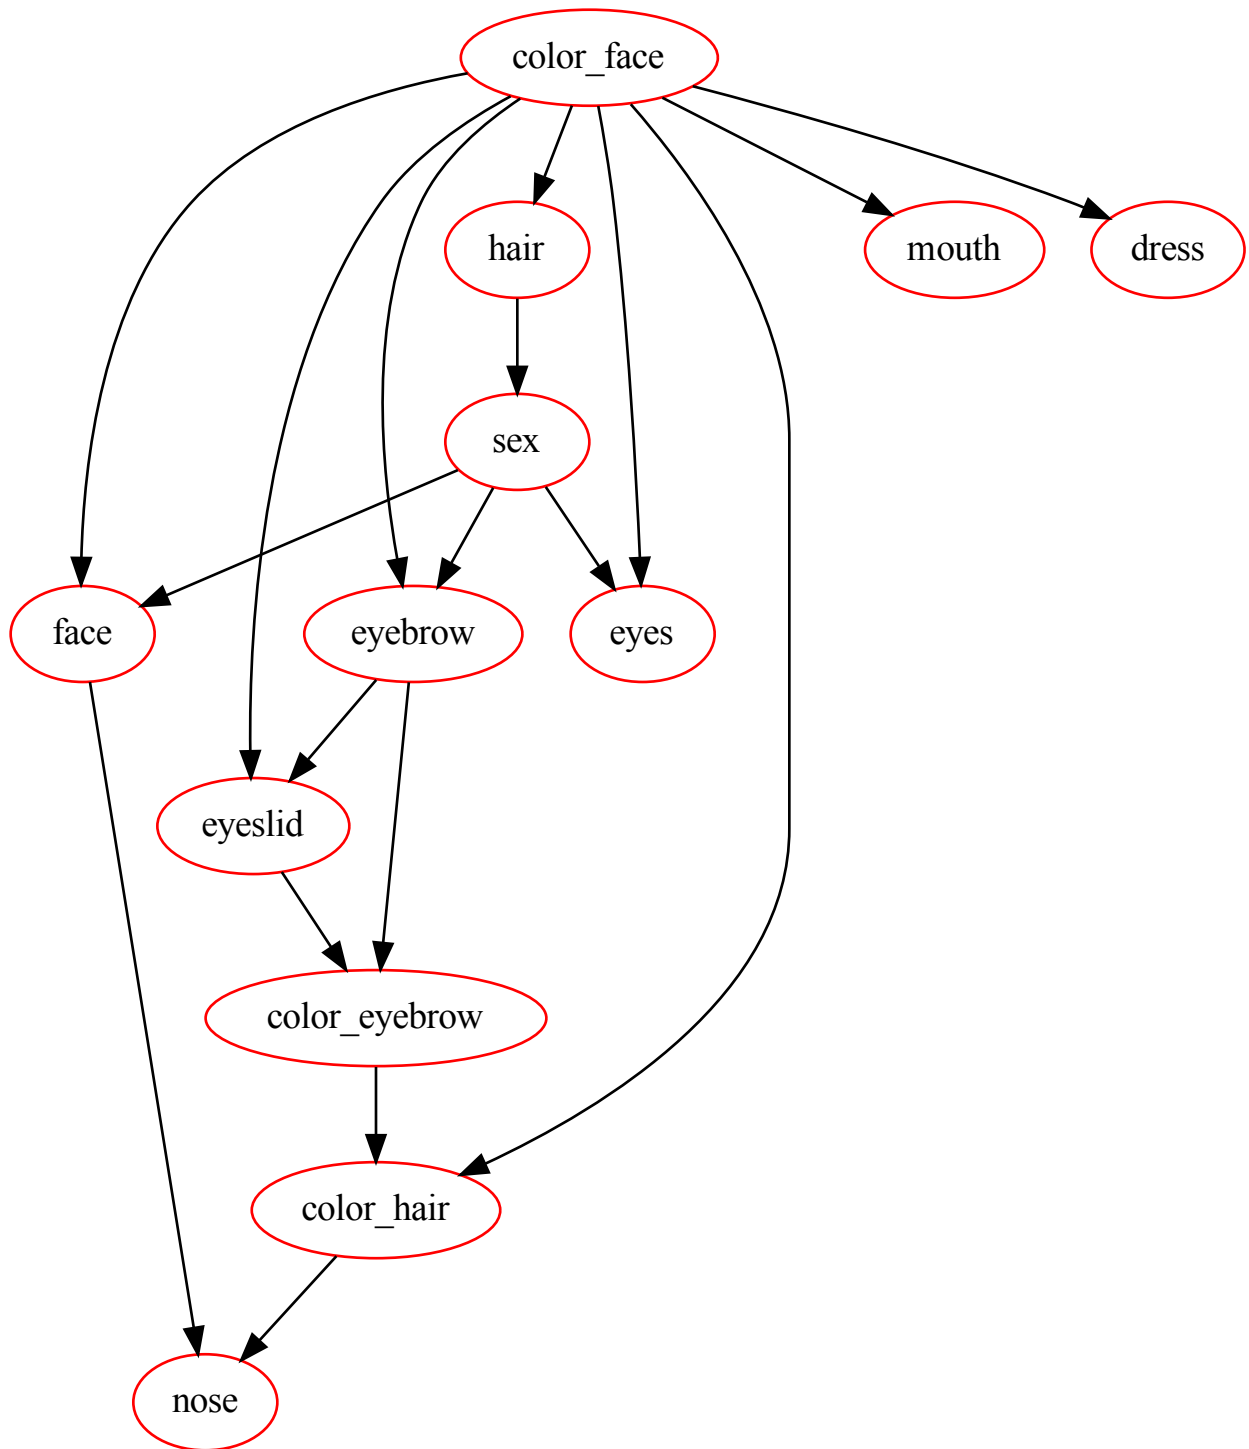 color_face
hair
mouth
dress
sex
face
eyebrow
eyes
eyeslid
color_eyebrow
color_hair
nose